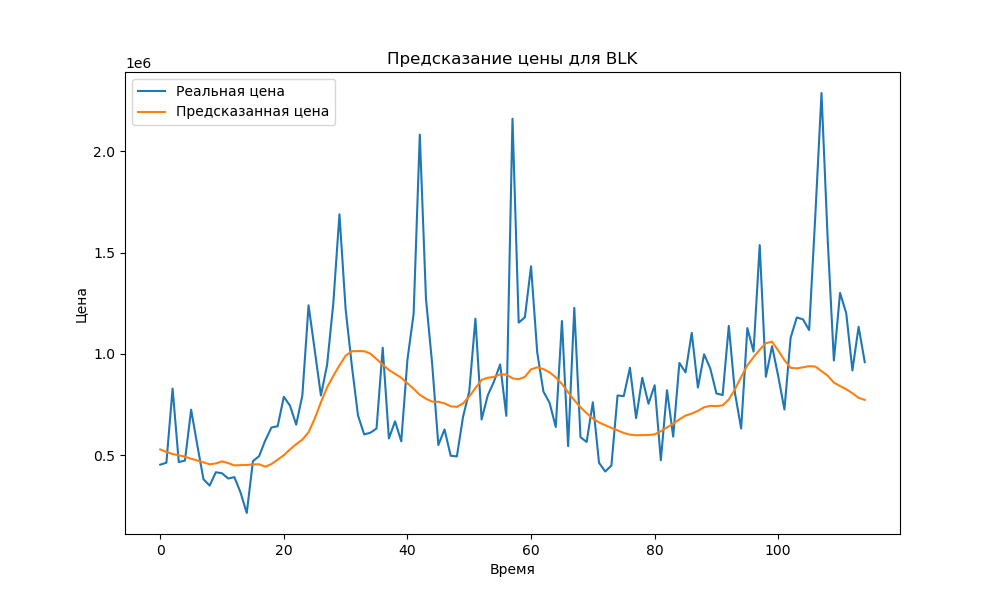 Предсказание цены для BLK
1e6
Реальная цена
Предсказанная цена
2.0
1.5
1.0
0.5
Цена
0 20 40 60 80 100
Время